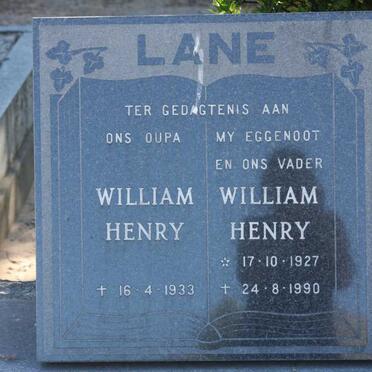 LANE
TER GEDAGTENIS AAN
ONS OUPA
WILLIAM
HENRY
✝ 16-4-1933
MY EGGENOOT
EN ONS VADER
WILLIAM
HENRY
☆ 17-10-1927
✝ 24-8-1990